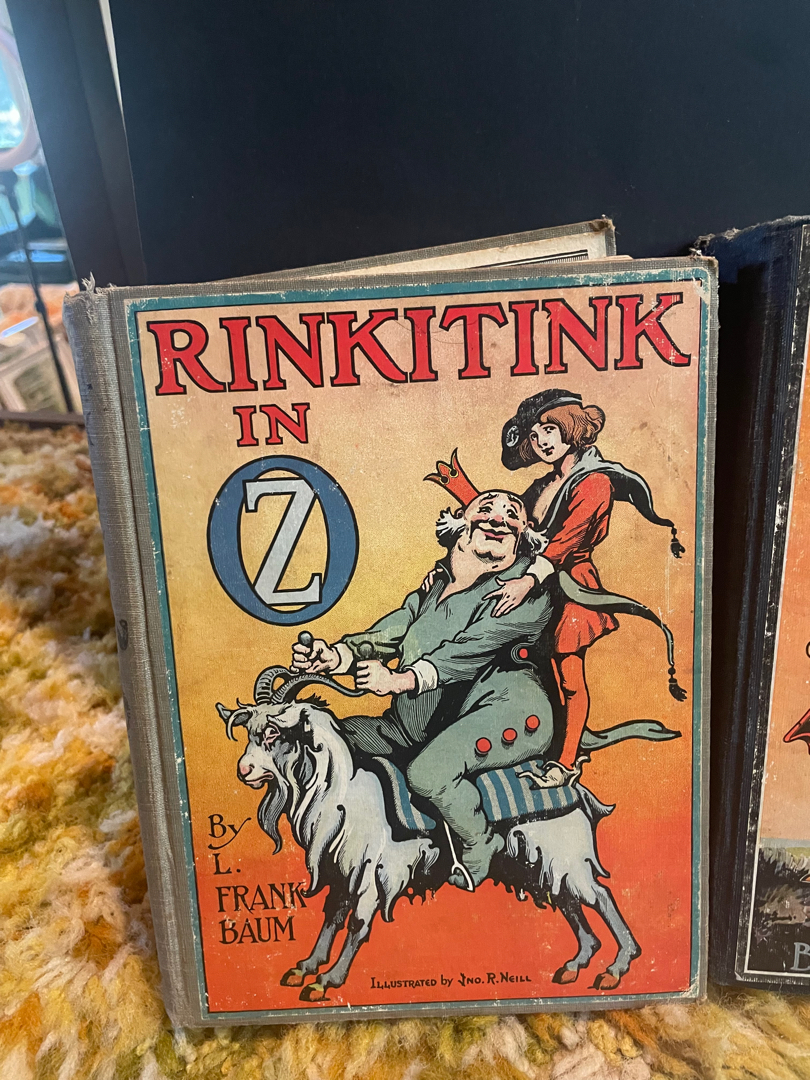 RINKITINK
IN
OZ
By
L.
FRANK
BAUM
Illustrated by Jno. R. Neill
B